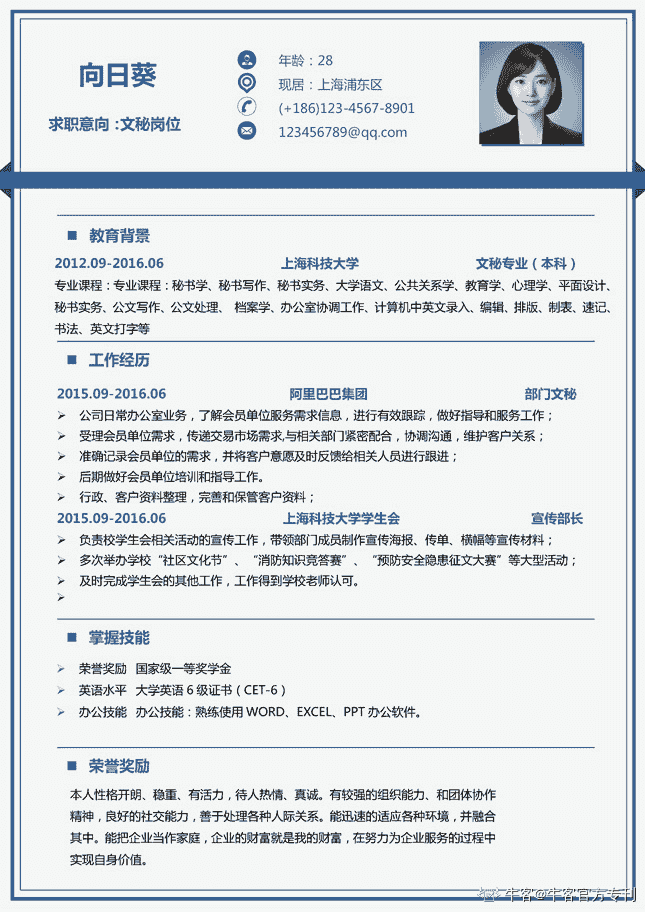 向日葵
求职意向：文秘岗位
年龄：28
现居：上海浦东区
(+186)123-4567-8901
123456789@qq.com
教育背景
2012.09-2016.06 上海科技大学 文秘专业（本科）
专业课程：专业课程：秘书学、秘书写作、秘书实务、大学语文、公共关系学、教育学、心理学、平面设计、
秘书实务、公文写作、公文处理、 档案学、办公室协调工作、计算机中英文录入、编辑、排版、制表、速记、
书法、英文打字等
工作经历
2015.09-2016.06 阿里巴巴集团 部门文秘
公司日常办公室业务，了解会员单位服务需求信息，进行有效跟踪，做好指导和服务工作；
受理会员单位需求，传递交易市场需求,与相关部门紧密配合，协调沟通，维护客户关系；
准确记录会员单位的需求，并将客户意愿及时反馈给相关人员进行跟进；
后期做好会员单位培训和指导工作。
行政、客户资料整理，完善和保管客户资料；
2015.09-2016.06 上海科技大学学生会 宣传部长
负责校学生会相关活动的宣传工作，带领部门成员制作宣传海报、传单、横幅等宣传材料；
多次举办学校“社区文化节”、“消防知识竞答赛”、“预防安全隐患征文大赛”等大型活动；
及时完成学生会的其他工作，工作得到学校老师认可。
掌握技能
荣誉奖励 国家级一等奖学金
英语水平 大学英语6级证书（CET-6）
办公技能 办公技能：熟练使用WORD、EXCEL、PPT办公软件。
荣誉奖励
本人性格开朗、稳重、有活力，待人热情、真诚。有较强的组织能力、和团体协作
精神，良好的社交能力，善于处理各种人际关系。能迅速的适应各种环境，并融合
其中。能把企业当作家庭，企业的财富就是我的财富，在努力为企业服务的过程中
实现自身价值。
牛客@牛客官方专刊